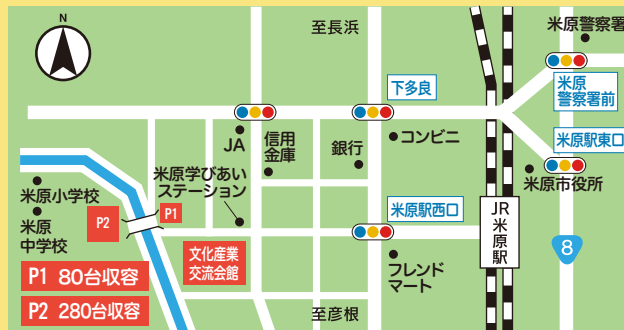 N
至長浜
米原警察署
下多良
米原
警察署前
JA
信用
金庫
銀行
コンビニ
米原駅東口
米原学びあい
ステーション
米原市役所
米原小学校
米原
中学校
P2
P1
米原駅西口
JR米原駅
8
文化産業
交流会館
フレンド
マート
P1 80台収容
P2 280台収容
至彦根